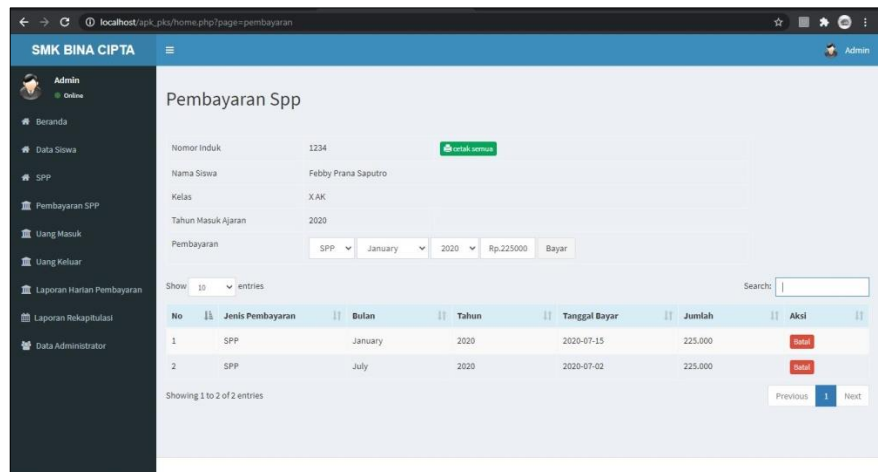 localhost/apk_pks/home.php?page=pembayaran
SMK BINA CIPTA
Admin
Admin
Online
Beranda
Data Siswa
SPP
Pembayaran SPP
Uang Masuk
Uang Keluar
Laporan Harian Pembayaran
Laporan Rekapitulasi
Data Administrator
Pembayaran Spp
Nomor Induk 1234 cetak semua
Nama Siswa Febby Prana Saputro
Kelas X AK
Tahun Masuk Ajaran 2020
Pembayaran SPP January 2020 Rp.225000 Bayar
Show 10 entries Search:
No Jenis Pembayaran Bulan Tahun Tanggal Bayar Jumlah Aksi
1 SPP January 2020 2020-07-15 225.000 Batal
2 SPP July 2020 2020-07-02 225.000 Batal
Showing 1 to 2 of 2 entries Previous 1 Next